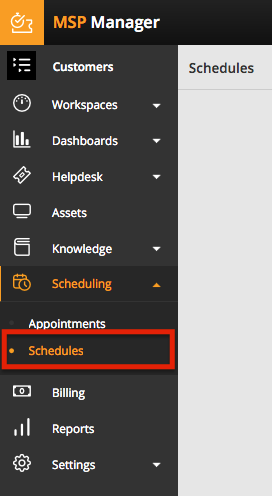 MSP Manager
Customers
Schedules
Workspaces
Dashboards
Helpdesk
Assets
Knowledge
Scheduling
Appointments
Schedules
Billing
Reports
Settings